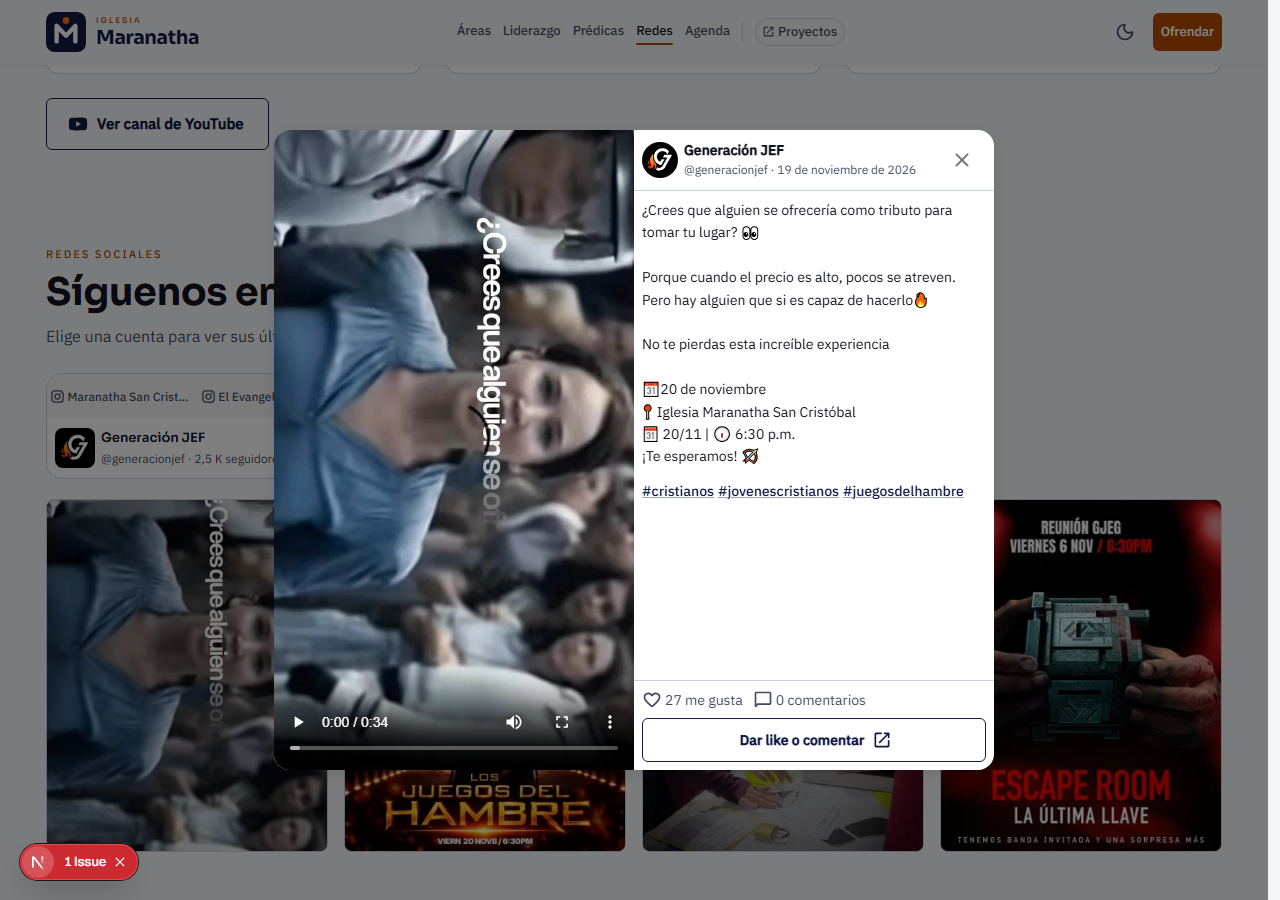 IGLESIA
Maranatha
Áreas
Liderazgo
Prédicas
Redes
Agenda
Proyectos
Ofrendar
Ver canal de YouTube
REDES SOCIALES
Síguenos en
Elige una cuenta para ver sus úl
Maranatha San Crist...
El Evangel
Generación JEF
@generacionjef · 2,5 K seguidore
¿Creesquealguienseof
¿Creesquealguienseof
0:00 / 0:34
Generación JEF
@generacionjef · 19 de noviembre de 2026
¿Crees que alguien se ofrecería como tributo para
tomar tu lugar? 👀
Porque cuando el precio es alto, pocos se atreven.
Pero hay alguien que si es capaz de hacerlo🔥
No te pierdas esta increíble experiencia
📅20 de noviembre
📍Iglesia Maranatha San Cristóbal
📅 20/11 | 🕡 6:30 p.m.
¡Te esperamos! 🏹
#cristianos #jovenescristianos #juegosdelhambre
27 me gusta
0 comentarios
Dar like o comentar
LOS
JUEGOS DEL
HAMBRE
VIERN 20 NOVB / 6:30PM
REUNIÓN GJEG
VIERNES 6 NOV / 6:30PM
ESCAPE ROOM
LA ÚLTIMA LLAVE
TENEMOS BANDA INVITADA Y UNA SORPRESA MÁS
1 Issue